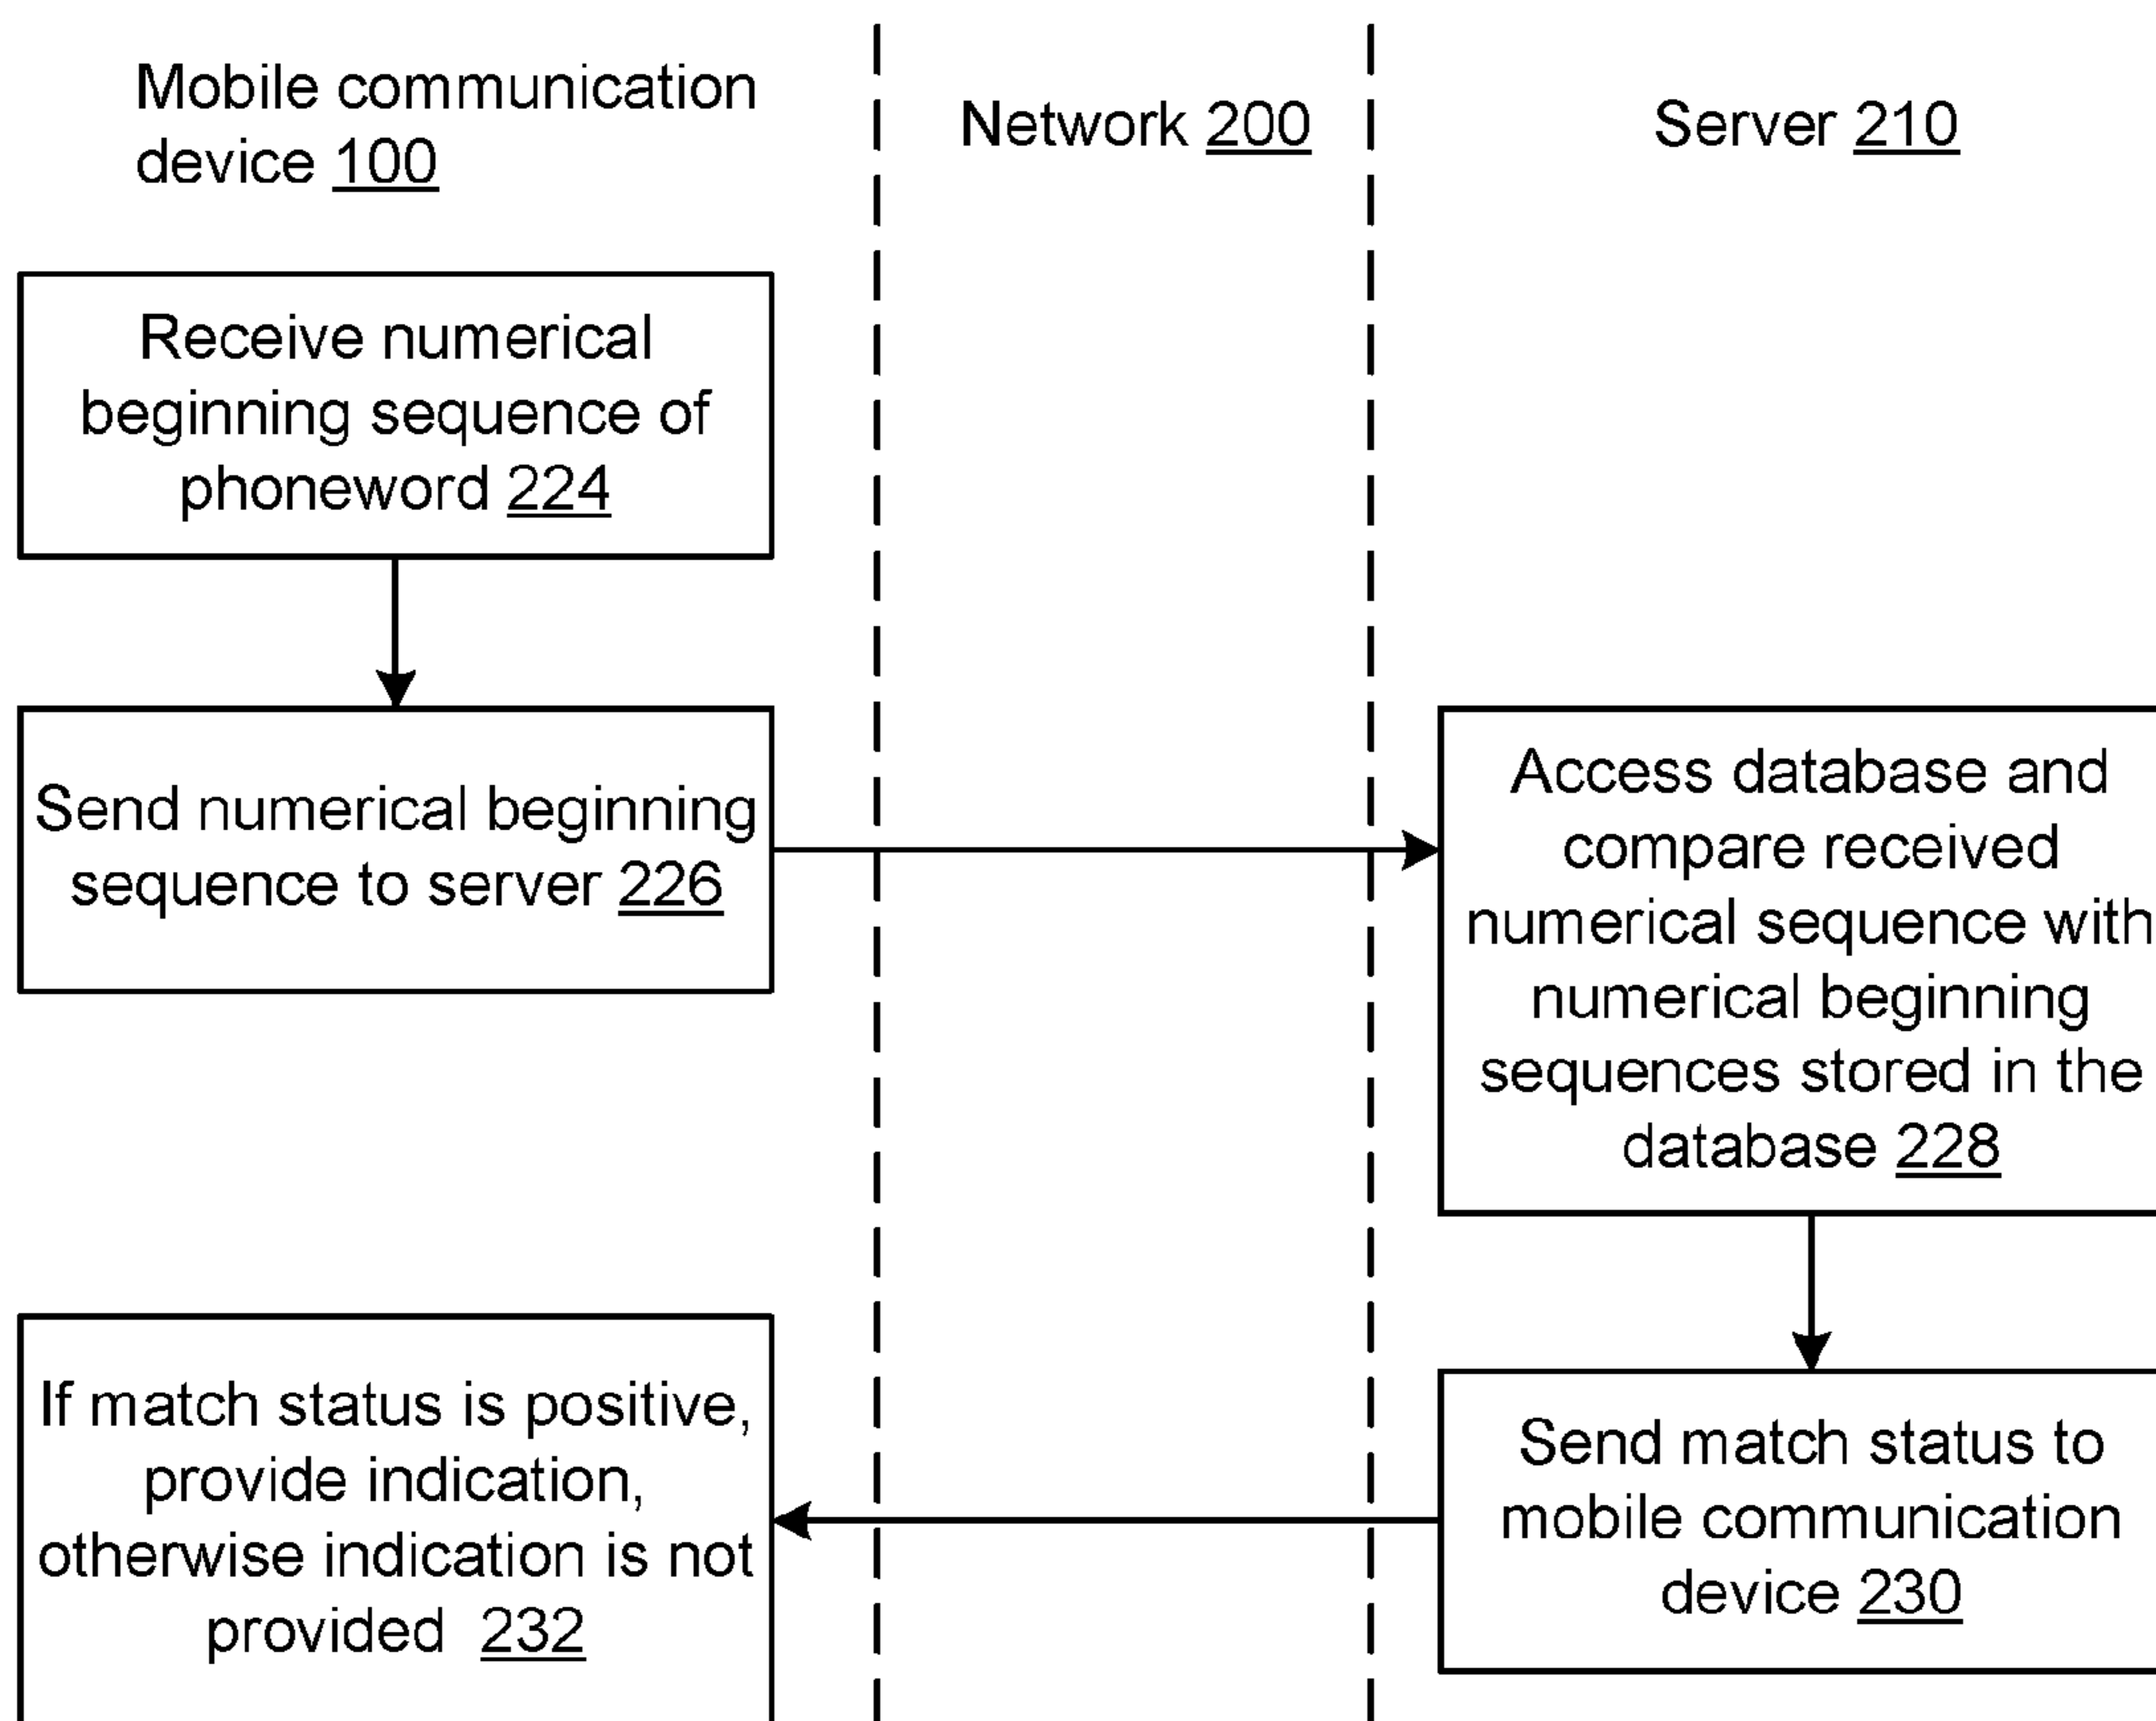 Mobile communication
device 100
Network 200
Server 210
Receive numerical
beginning sequence of
phoneword 224
Send numerical beginning
sequence to server 226
Access database and
compare received
numerical sequence with
numerical beginning
sequences stored in the
database 228
If match status is positive,
provide indication,
otherwise indication is not
provided 232
Send match status to
mobile communication
device 230